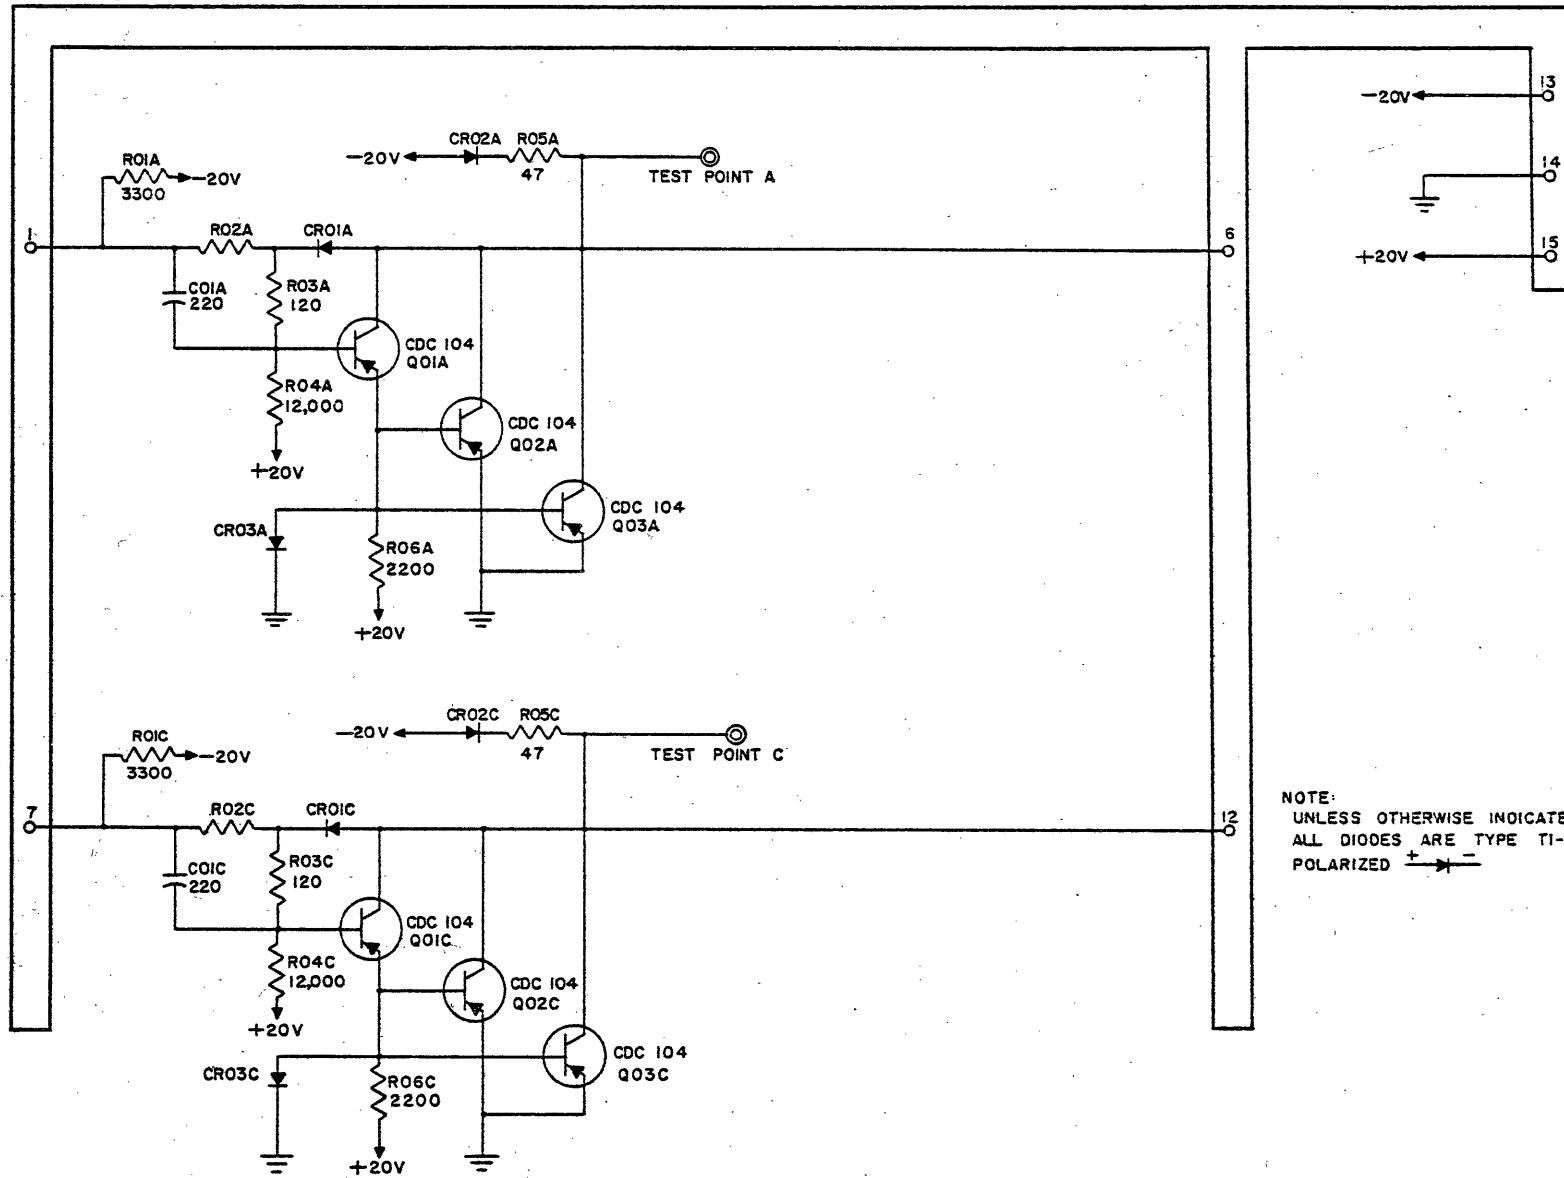 13
-20V
14
15
+20V
CR02A R05A
-20V
47
TEST POINT A
R01A
-20V
3300
1
R02A
CR01A
6
C01A
220
R03A
120
CDC 104
Q01A
R04A
12,000
+20V
CDC 104
Q02A
CDC 104
Q03A
CR03A
R06A
2200
+20V
CR02C R05C
-20V
47
TEST POINT C
R01C
-20V
3300
7
R02C
CR01C
12
C01C
220
R03C
120
CDC 104
Q01C
R04C
12,000
+20V
CDC 104
Q02C
CDC 104
Q03C
CR03C
R06C
2200
+20V
NOTE:
UNLESS OTHERWISE INDICATE
ALL DIODES ARE TYPE TI-
POLARIZED + -